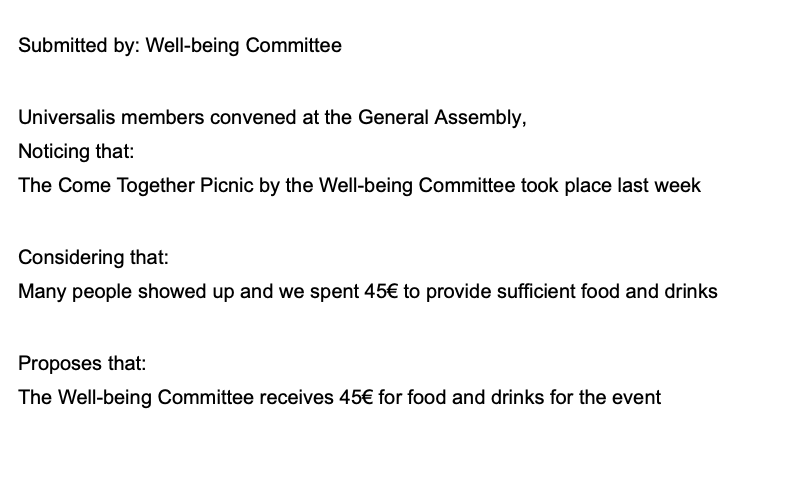 Submitted by: Well-being Committee
Universalis members convened at the General Assembly,
Noticing that:
The Come Together Picnic by the Well-being Committee took place last week
Considering that:
Many people showed up and we spent 45€ to provide sufficient food and drinks
Proposes that:
The Well-being Committee receives 45€ for food and drinks for the event